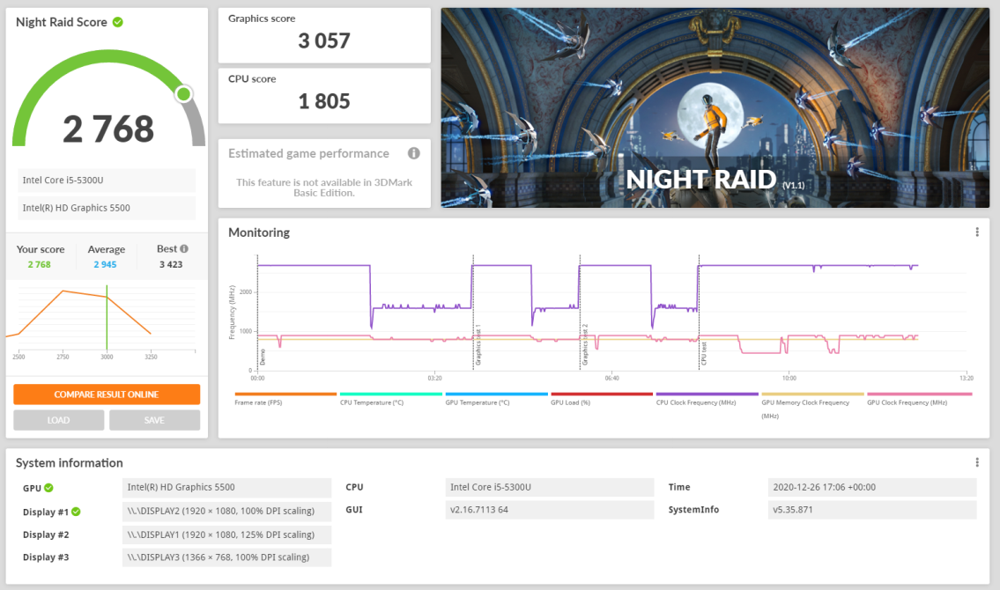 Night Raid Score
2 768
Intel Core i5-5300U
Intel(R) HD Graphics 5500
Your score Average Best
2 768 2 945 3 423
2500 2750 3000 3250
COMPARE RESULT ONLINE
LOAD SAVE
Graphics score
3 057
CPU score
1 805
Estimated game performance
This feature is not available in 3DMark
Basic Edition.
NIGHT RAID (V1.1)
Monitoring
Frequency (MHz)
2000
1000
0
Demo
Graphics test 1
Graphics test 2
CPU test
00:00 03:20 06:40 10:00 13:20
Frame rate (FPS) CPU Temperature (°C) GPU Temperature (°C) GPU Load (%) CPU Clock Frequency (MHz) GPU Memory Clock Frequency (MHz) GPU Clock Frequency (MHz)
System information
GPU Intel(R) HD Graphics 5500 CPU Intel Core i5-5300U Time 2020-12-26 17:06 +00:00
Display #1 \\.\DISPLAY2 (1920 × 1080, 100% DPI scaling) GUI v2.16.7113 64 SystemInfo v5.35.871
Display #2 \\.\DISPLAY1 (1920 × 1080, 125% DPI scaling)
Display #3 \\.\DISPLAY3 (1366 × 768, 100% DPI scaling)